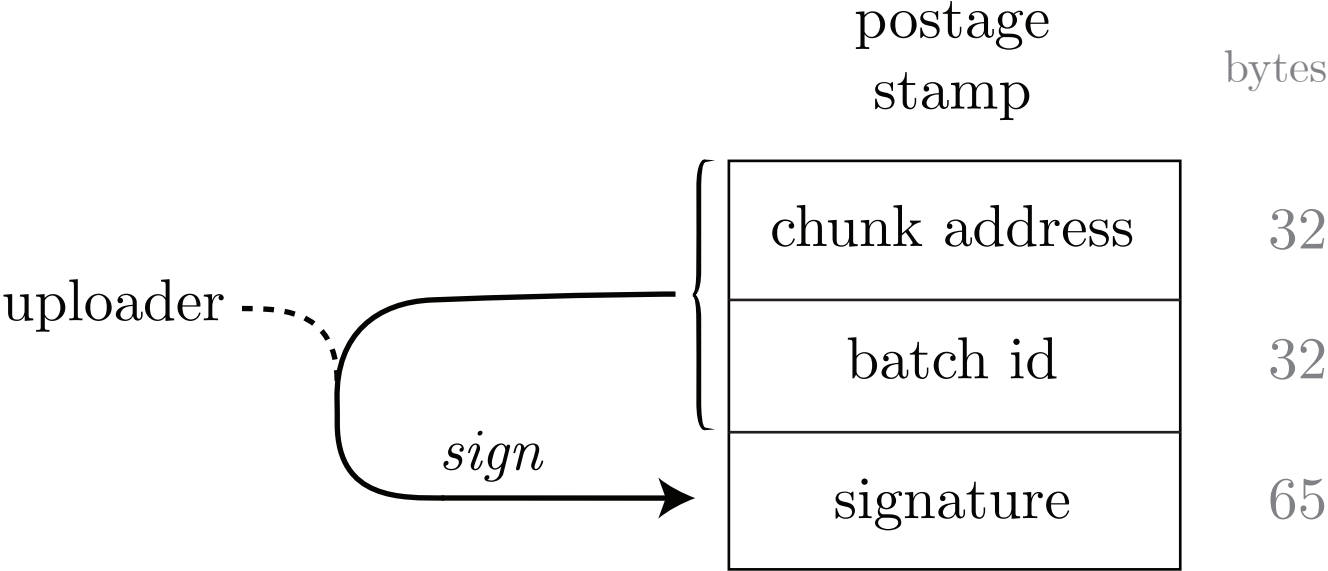 postage
stamp
bytes
chunk address
32
uploader
batch id
32
sign
signature
65